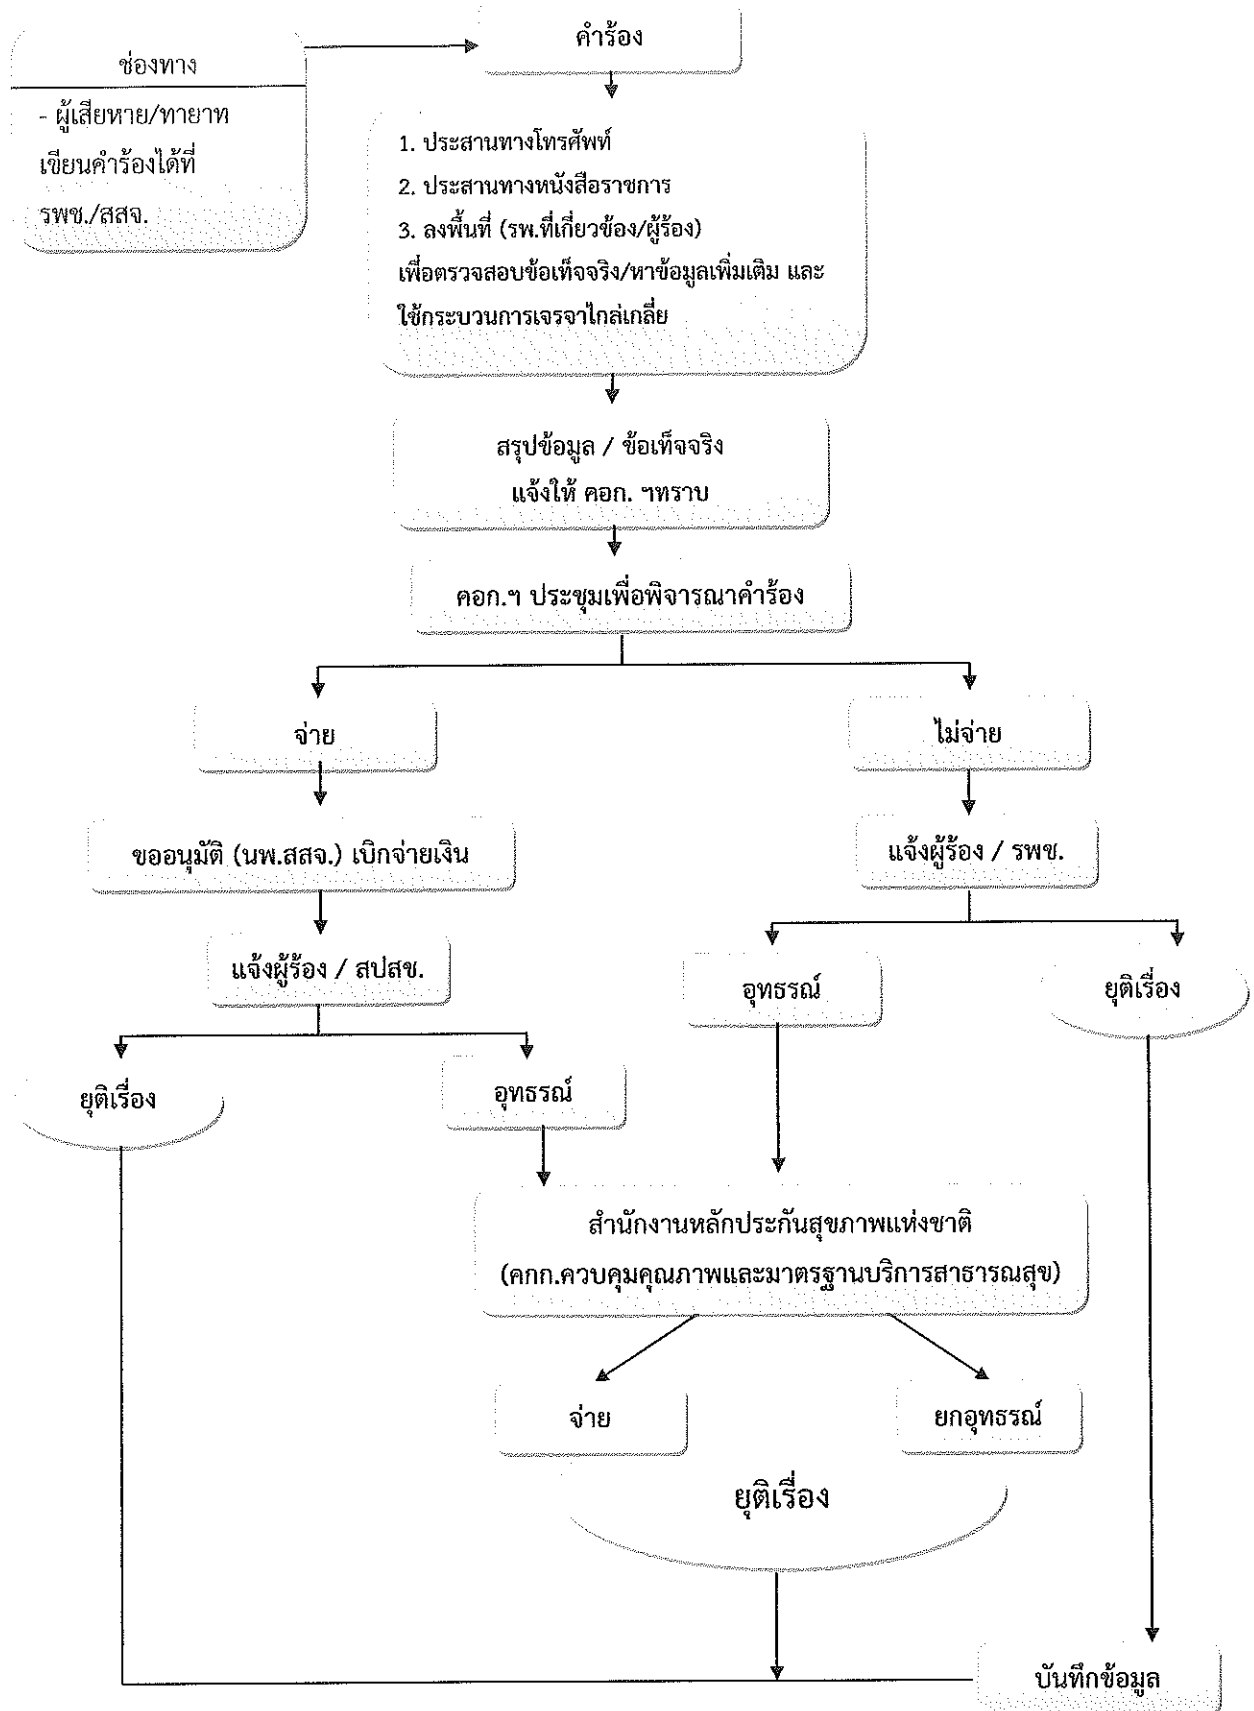 ช่องทาง
- ผู้เสียหาย/ทายาท
เขียนคำร้องได้ที่
รพช./สสจ.
คำร้อง
1. ประสานทางโทรศัพท์
2. ประสานทางหนังสือราชการ
3. ลงพื้นที่ (รพ.ที่เกี่ยวข้อง/ผู้ร้อง)
เพื่อตรวจสอบข้อเท็จจริง/หาข้อมูลเพิ่มเติม และ
ใช้กระบวนการเจรจาไกล่เกลี่ย
สรุปข้อมูล / ข้อเท็จจริง
แจ้งให้ คอก. ฯทราบ
คอก.ฯ ประชุมเพื่อพิจารณาคำร้อง
จ่าย
ไม่จ่าย
ขออนุมัติ (นพ.สสจ.) เบิกจ่ายเงิน
แจ้งผู้ร้อง / รพช.
แจ้งผู้ร้อง / สปสช.
อุทธรณ์
ยุติเรื่อง
ยุติเรื่อง
อุทธรณ์
สำนักงานหลักประกันสุขภาพแห่งชาติ
(คกก.ควบคุมคุณภาพและมาตรฐานบริการสาธารณสุข)
จ่าย
ยกอุทธรณ์
ยุติเรื่อง
บันทึกข้อมูล